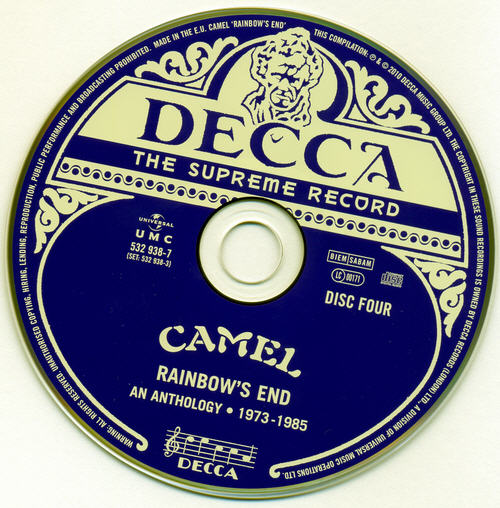 WARNING. ALL RIGHTS RESERVED. UNAUTHORISED COPYING, HIRING, LENDING, REPRODUCTION, PUBLIC PERFORMANCE AND BROADCASTING PROHIBITED. MADE IN THE E.U. CAMEL 'RAINBOW'S END'
THIS COMPILATION: ℗ & © 2010 DECCA MUSIC GROUP LTD. THE COPYRIGHT IN THESE SOUND RECORDINGS IS OWNED BY DECCA RECORDS (LONDON) LTD., A DIVISION OF UNIVERSAL MUSIC OPERATIONS LTD.
DECCA
THE SUPREME RECORD
UNIVERSAL
UMC
532 938-7
(SET: 532 938-3)
BIEM SABAM
LC 00171
DISC FOUR
CAMEL
RAINBOW'S END
AN ANTHOLOGY • 1973-1985
DECCA